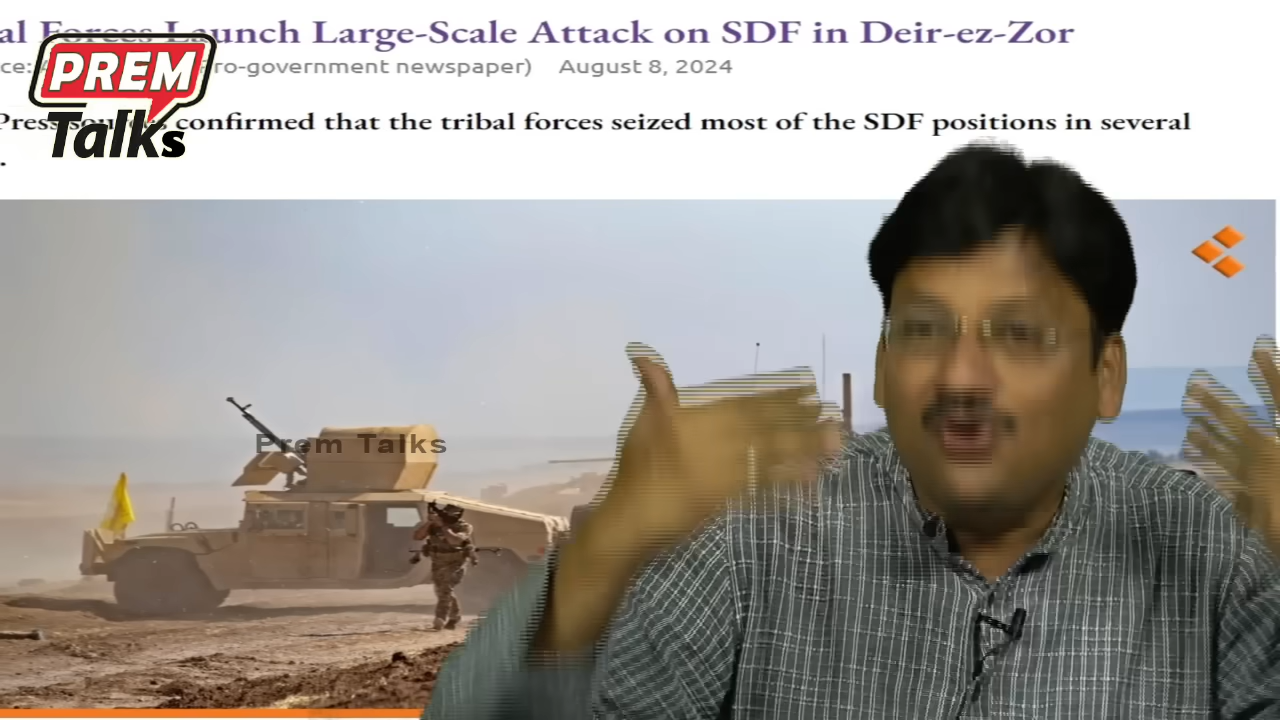 al Forces Launch Large-Scale Attack on SDF in Deir-ez-Zor
ro-government newspaper) August 8, 2024
PREM
Talks
Press sources confirmed that the tribal forces seized most of the SDF positions in several
Prem Talks